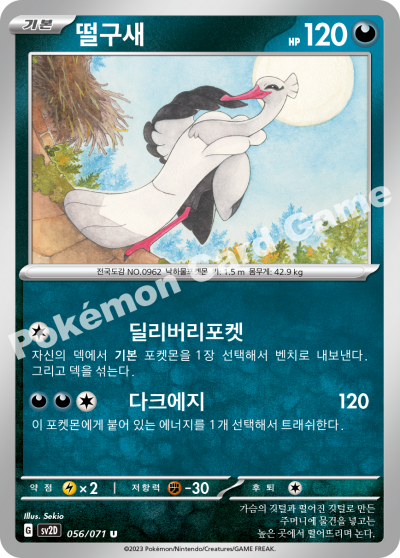 기본 떨구새 HP 120
전국도감 NO.0962 낙하물포켓몬 키: 1.5 m 몸무게: 42.9 kg
딜리버리포켓
자신의 덱에서 기본 포켓몬을 1장 선택해서 벤치로 내보낸다.
그리고 덱을 섞는다.
다크에지 120
이 포켓몬에게 붙어 있는 에너지를 1개 선택해서 트래쉬한다.
약점 ×2 저항력 -30 후퇴
Illus. Sekio
G SV2D 056/071 U
가슴의 깃털과 떨어진 깃털로 만든
주머니에 물건을 넣고는
높은 곳에서 떨어뜨리며 논다.
©2023 Pokémon/Nintendo/Creatures/GAME FREAK.
Pokémon Card Game